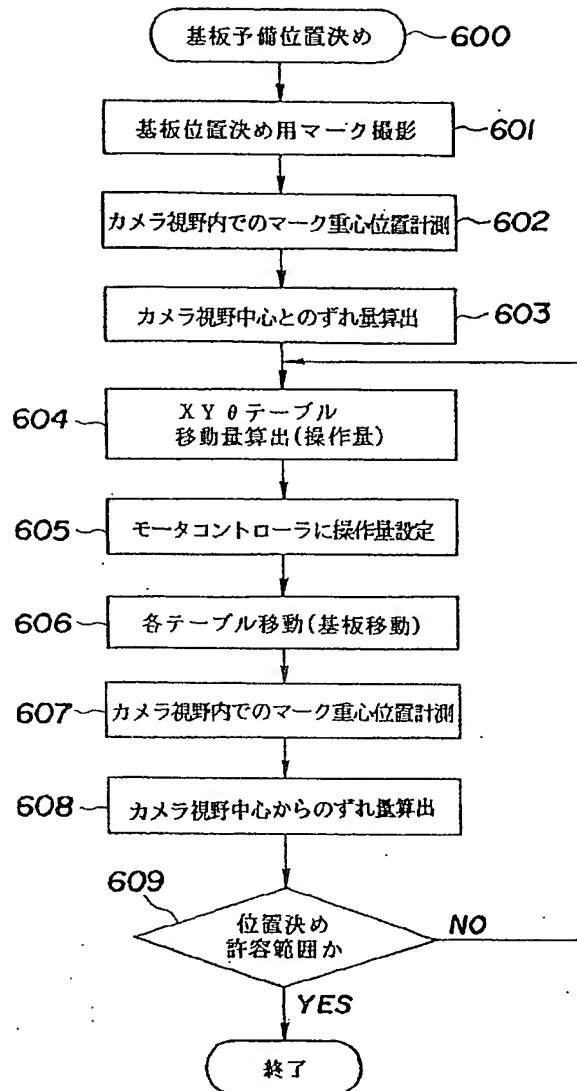 基板予備位置決め 600
基板位置決め用マーク撮影 601
カメラ視野内でのマーク重心位置計測 602
カメラ視野中心とのずれ量算出 603
604 XYθテーブル
移動量算出(操作量)
605 モータコントローラに操作量設定
606 各テーブル移動(基板移動)
607 カメラ視野内でのマーク重心位置計測
608 カメラ視野中心からのずれ量算出
609
位置決め
許容範囲か
NO
YES
終了